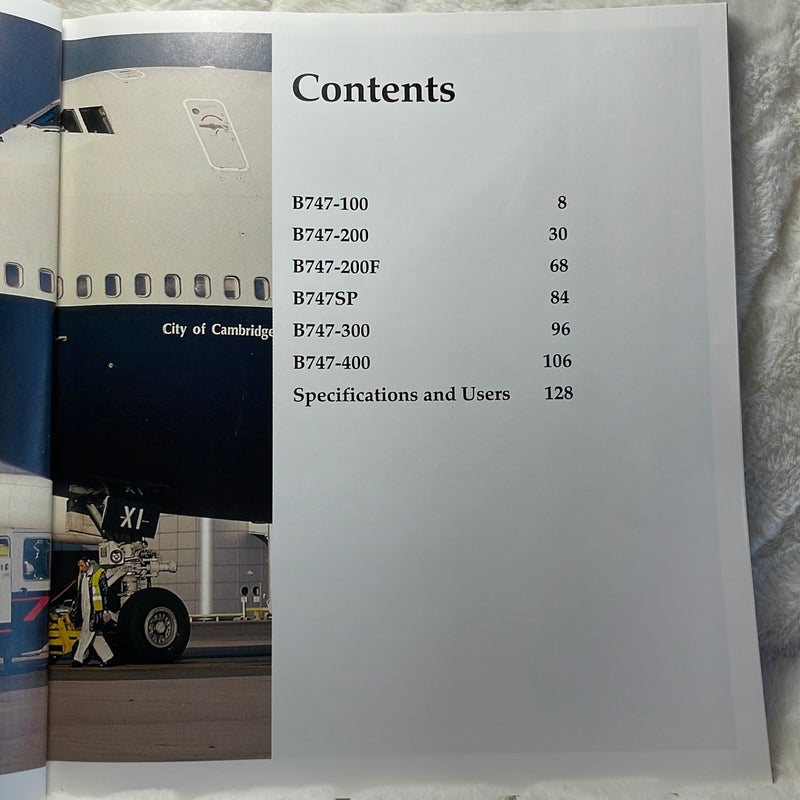 Contents
B747-100 8
B747-200 30
B747-200F 68
B747SP 84
B747-300 96
B747-400 106
Specifications and Users 128
City of Cambridge
XI